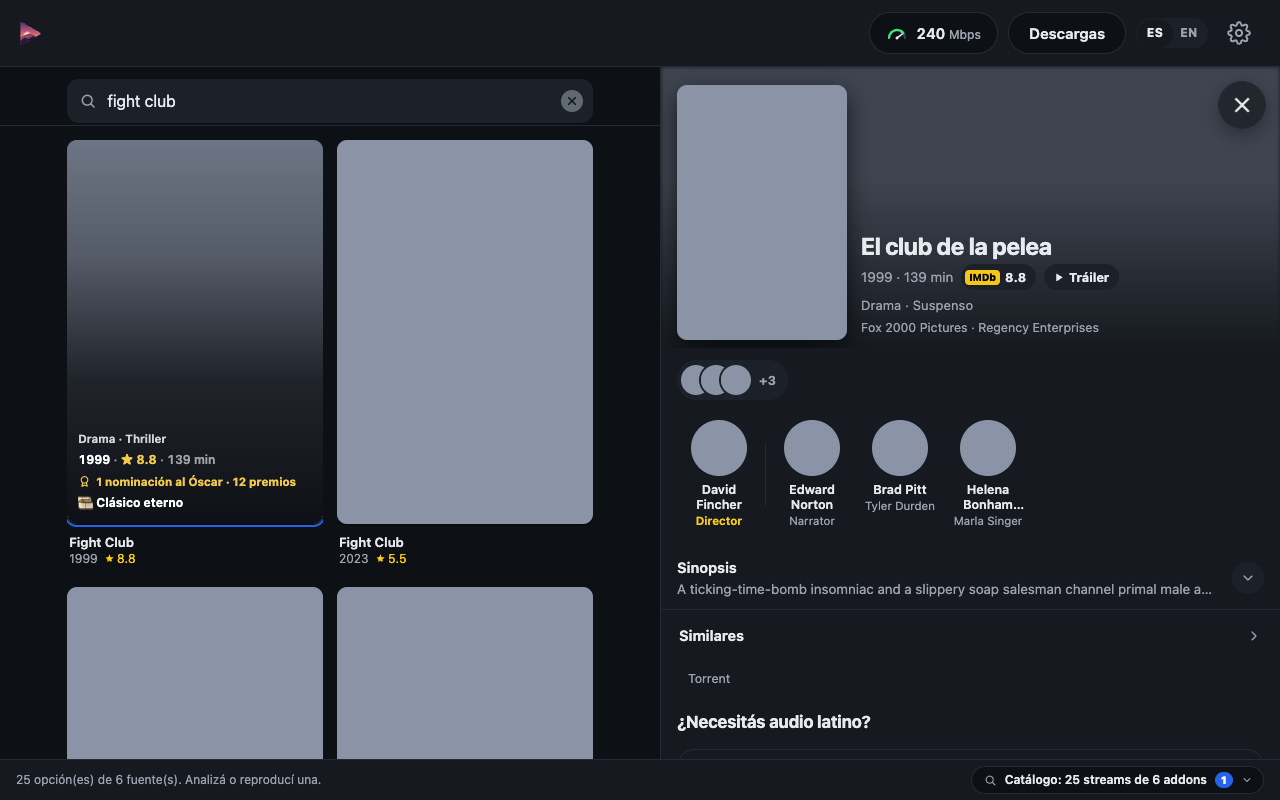 240 Mbps
Descargas
ES EN
fight club
Drama · Thriller
1999 · 8.8 · 139 min
1 nominación al Óscar · 12 premios
Clásico eterno
Fight Club
1999 8.8
Fight Club
2023 5.5
El club de la pelea
1999 · 139 min IMDb 8.8 Tráiler
Drama · Suspenso
Fox 2000 Pictures · Regency Enterprises
+3
David
Fincher
Director
Edward
Norton
Narrator
Brad Pitt
Tyler Durden
Helena
Bonham...
Marla Singer
Sinopsis
A ticking-time-bomb insomniac and a slippery soap salesman channel primal male a...
Similares
Torrent
¿Necesitás audio latino?
25 opción(es) de 6 fuente(s). Analizá o reproducí una.
Catálogo: 25 streams de 6 addons 1